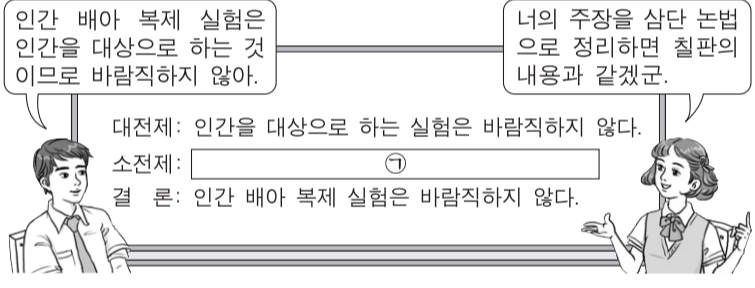 인간 배아 복제 실험은
인간을 대상으로 하는 것
이므로 바람직하지 않아.
너의 주장을 삼단 논법
으로 정리하면 칠판의
내용과 같겠군.
대전제: 인간을 대상으로 하는 실험은 바람직하지 않다.
소전제: ㉠
결 론: 인간 배아 복제 실험은 바람직하지 않다.